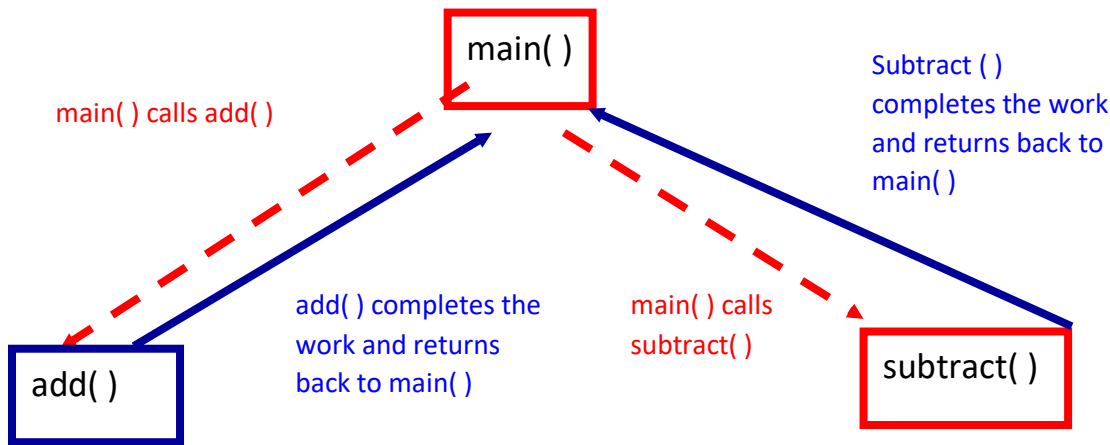 main( )
main( ) calls add( )
Subtract ( )
completes the work
and returns back to
main( )
add( ) completes the
work and returns
back to main( )
main( ) calls
subtract( )
add( )
subtract( )